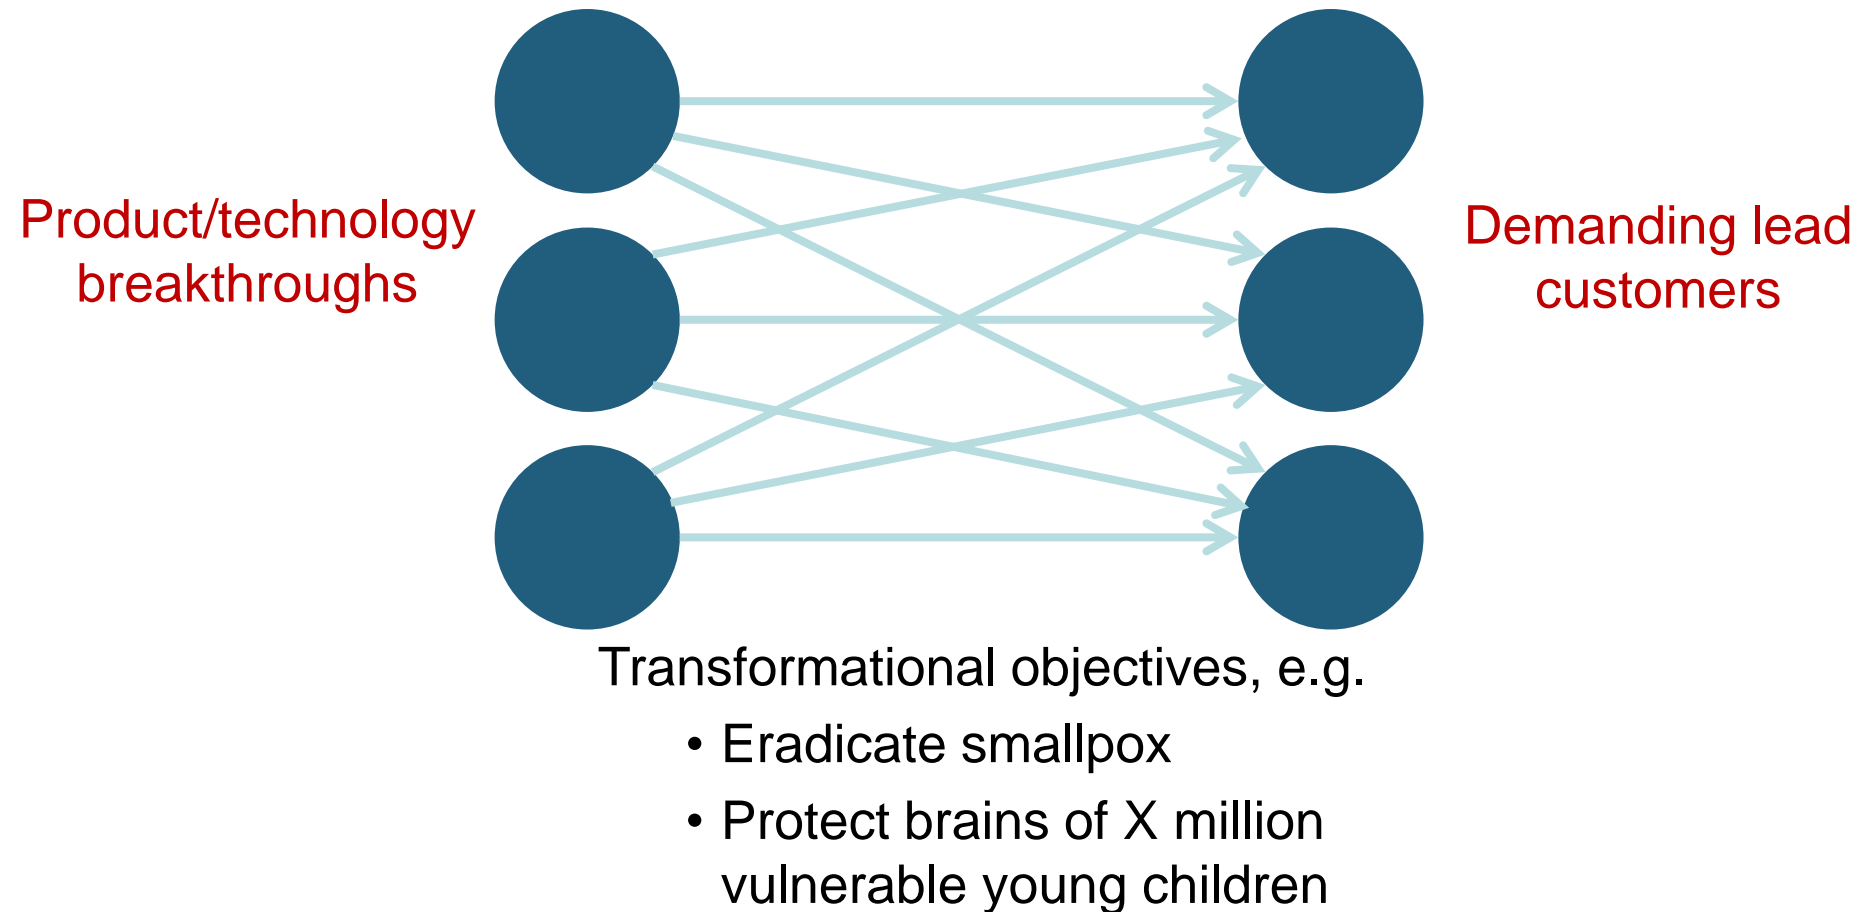 Product/technology
breakthroughs
Demanding lead
customers
Transformational objectives, e.g.
• Eradicate smallpox
• Protect brains of X million
vulnerable young children